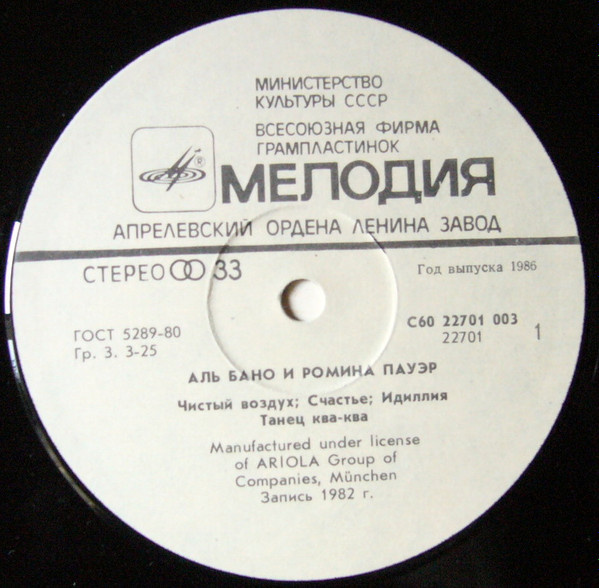 МИНИСТЕРСТВО
КУЛЬТУРЫ СССР
ВСЕСОЮЗНАЯ ФИРМА
ГРАМПЛАСТИНОК
®
МЕЛОДИЯ
АПРЕЛЕВСКИЙ ОРДЕНА ЛЕНИНА ЗАВОД
СТЕРЕО 33
Год выпуска 1986
ГОСТ 5289-80
Гр. 3. 3-25
С60 22701 003
22701
1
АЛЬ БАНО И РОМИНА ПАУЭР
Чистый воздух; Счастье; Идиллия
Танец ква-ква
Manufactured under license
of ARIOLA Group of
Companies, München
Запись 1982 г.